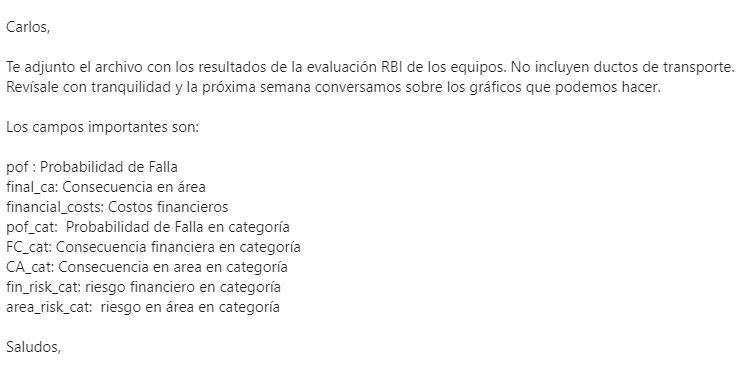 Carlos,
Te adjunto el archivo con los resultados de la evaluación RBI de los equipos. No incluyen ductos de transporte.
Revísale con tranquilidad y la próxima semana conversamos sobre los gráficos que podemos hacer.
Los campos importantes son:
pof : Probabilidad de Falla
final_ca: Consecuencia en área
financial_costs: Costos financieros
pof_cat:  Probabilidad de Falla en categoría
FC_cat: Consecuencia financiera en categoría
CA_cat: Consecuencia en area en categoría
fin_risk_cat: riesgo financiero en categoría
area_risk_cat:  riesgo en área en categoría
Saludos,